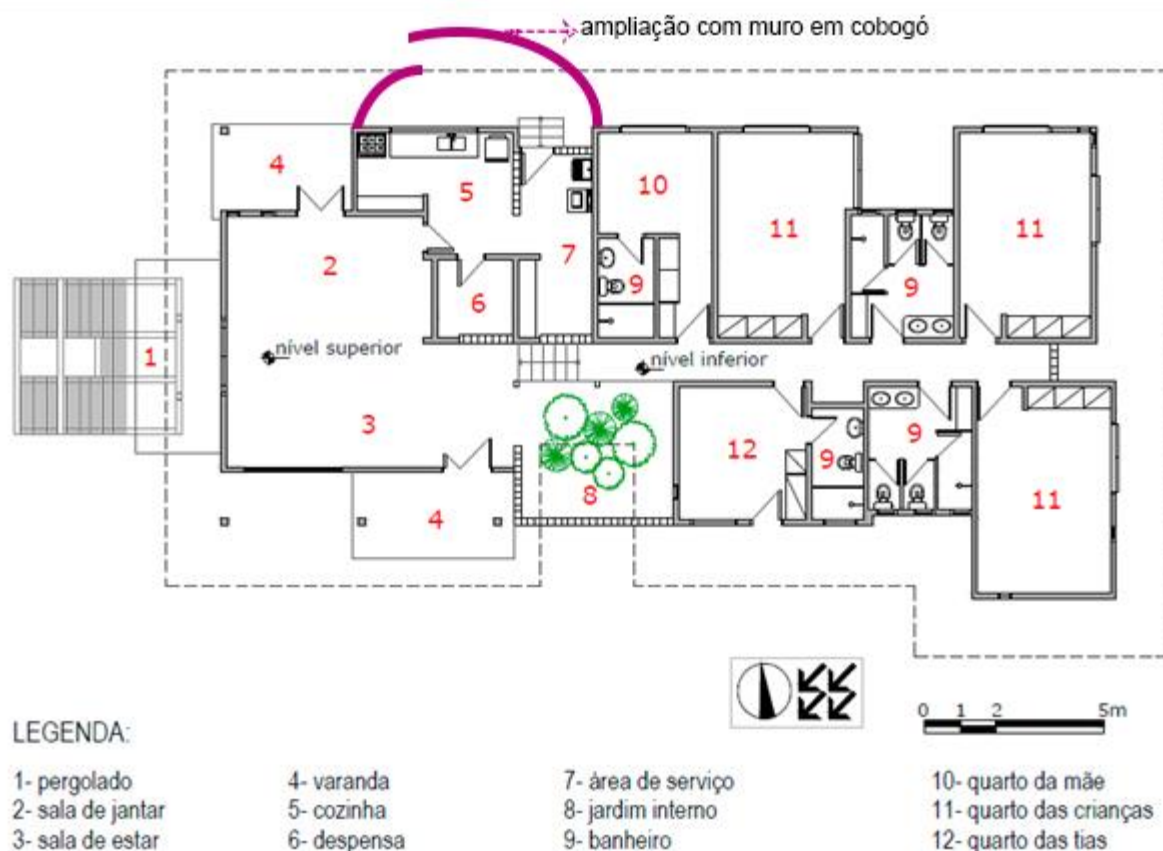 ampliação com muro em cobogó
4
5
10
11
11
2
7
9
9
6
nível superior
nível inferior
1
3
12
9
9
8
11
4
0 1 2 5m
LEGENDA:
1- pergolado
2- sala de jantar
3- sala de estar
4- varanda
5- cozinha
6- despensa
7- área de serviço
8- jardim interno
9- banheiro
10- quarto da mãe
11- quarto das crianças
12- quarto das tias